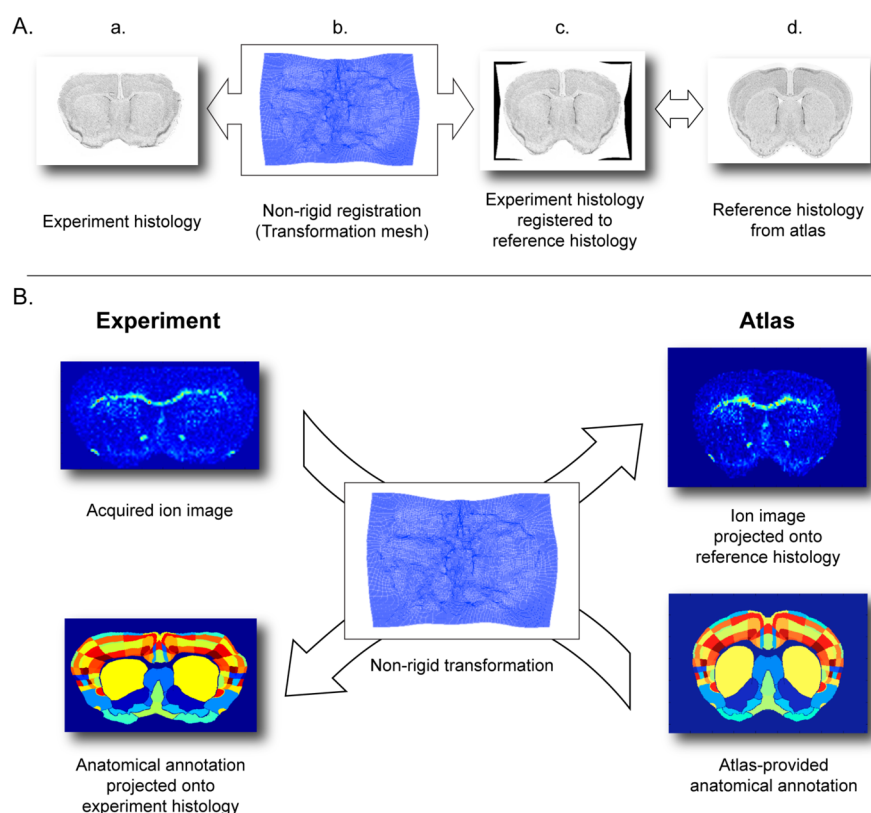 A.
a.
b.
c.
d.
Experiment histology
Non-rigid registration
(Transformation mesh)
Experiment histology
registered to
reference histology
Reference histology
from atlas
B.
Experiment
Atlas
Acquired ion image
Ion image
projected onto
reference histology
Non-rigid transformation
Anatomical annotation
projected onto
experiment histology
Atlas-provided
anatomical annotation